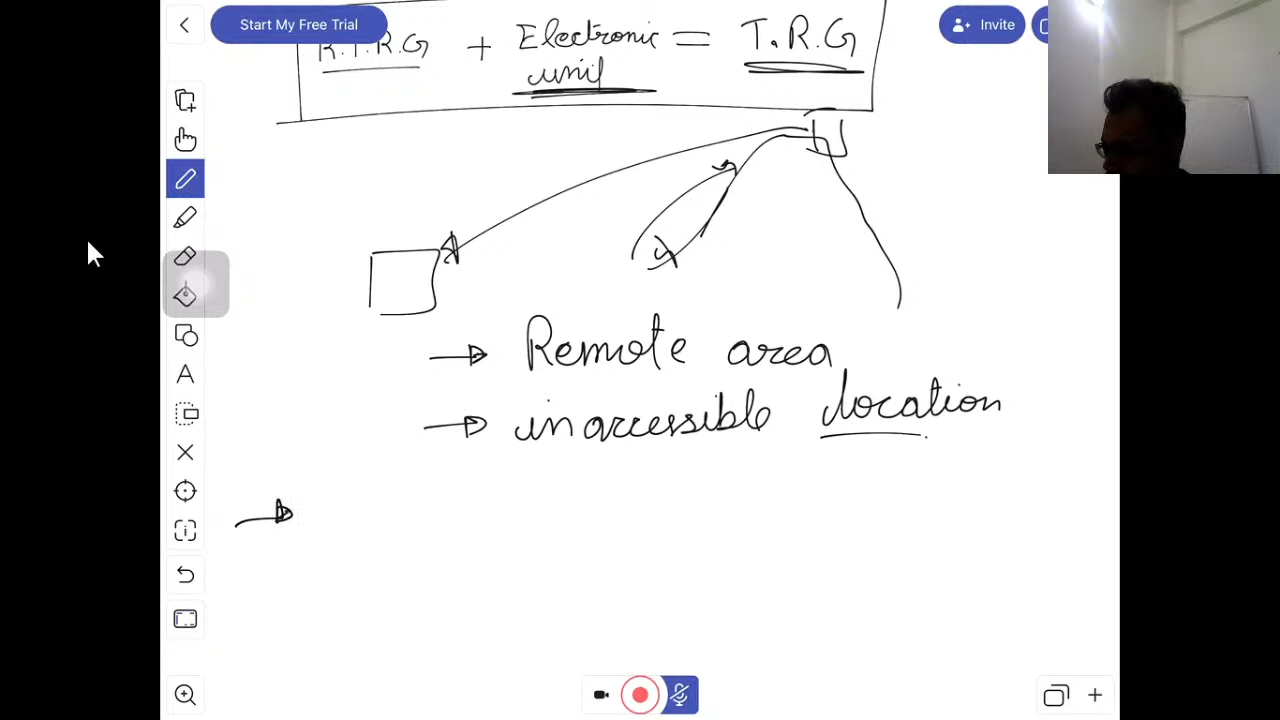 Start My Free Trial
Invite
R.T.R.G + Electronic = T.R.G
unit
Remote area
inaccessible location
A